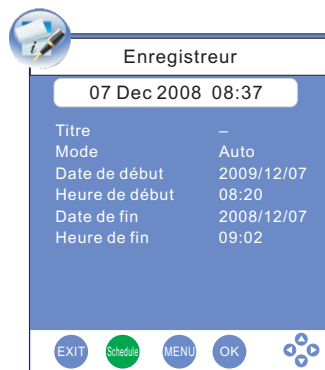 Enregistreur
07 Dec 2008 08:37
Titre –
Mode Auto
Date de début 2009/12/07
Heure de début 08:20
Date de fin 2008/12/07
Heure de fin 09:02
EXIT Schedule MENU OK